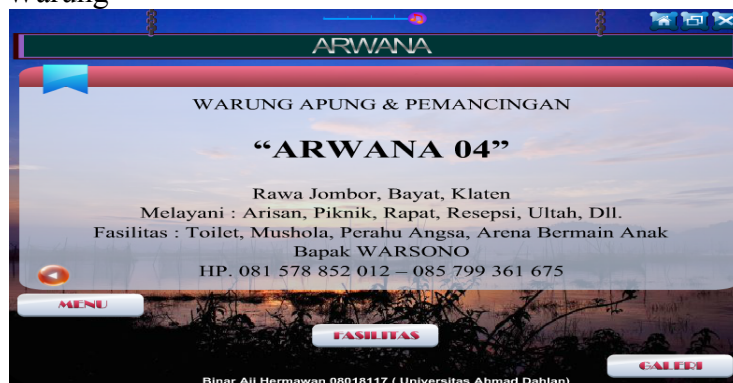 ARWANA
WARUNG APUNG & PEMANCINGAN
“ARWANA 04”
Rawa Jombor, Bayat, Klaten
Melayani : Arisan, Piknik, Rapat, Resepsi, Ultah, Dll.
Fasilitas : Toilet, Mushola, Perahu Angsa, Arena Bermain Anak
Bapak WARSONO
HP. 081 578 852 012 – 085 799 361 675
MENU
FASILITAS
GALERI
Binar Aji Hermawan 08018117 ( Universitas Ahmad Dahlan)